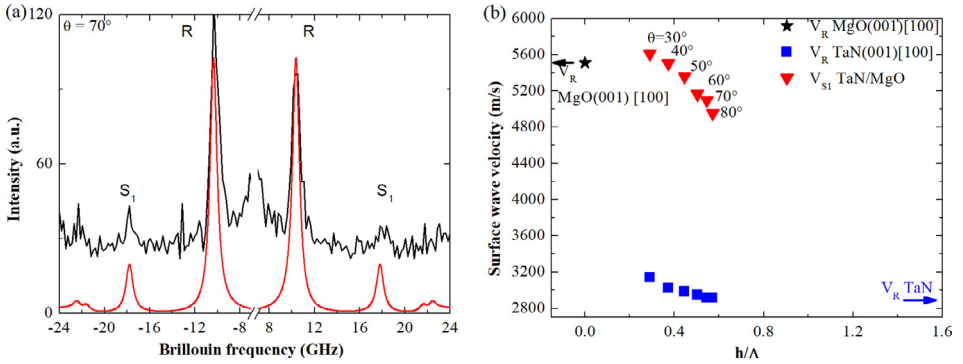 (a)
θ = 70°
R
R
S1
S1
120
60
0
Intensity (a.u.)
-24
-20
-16
-12
-8
8
12
16
20
24
Brillouin frequency (GHz)
(b)
6000
5600
5200
4800
4400
4000
3600
3200
2800
Surface wave velocity (m/s)
VR MgO(001)[100]
VR TaN(001)[100]
VS1 TaN/MgO
θ=30°
40°
50°
60°
70°
80°
VR
MgO(001) [100]
VR TaN
0.0
0.4
0.8
1.2
1.6
h/Λ